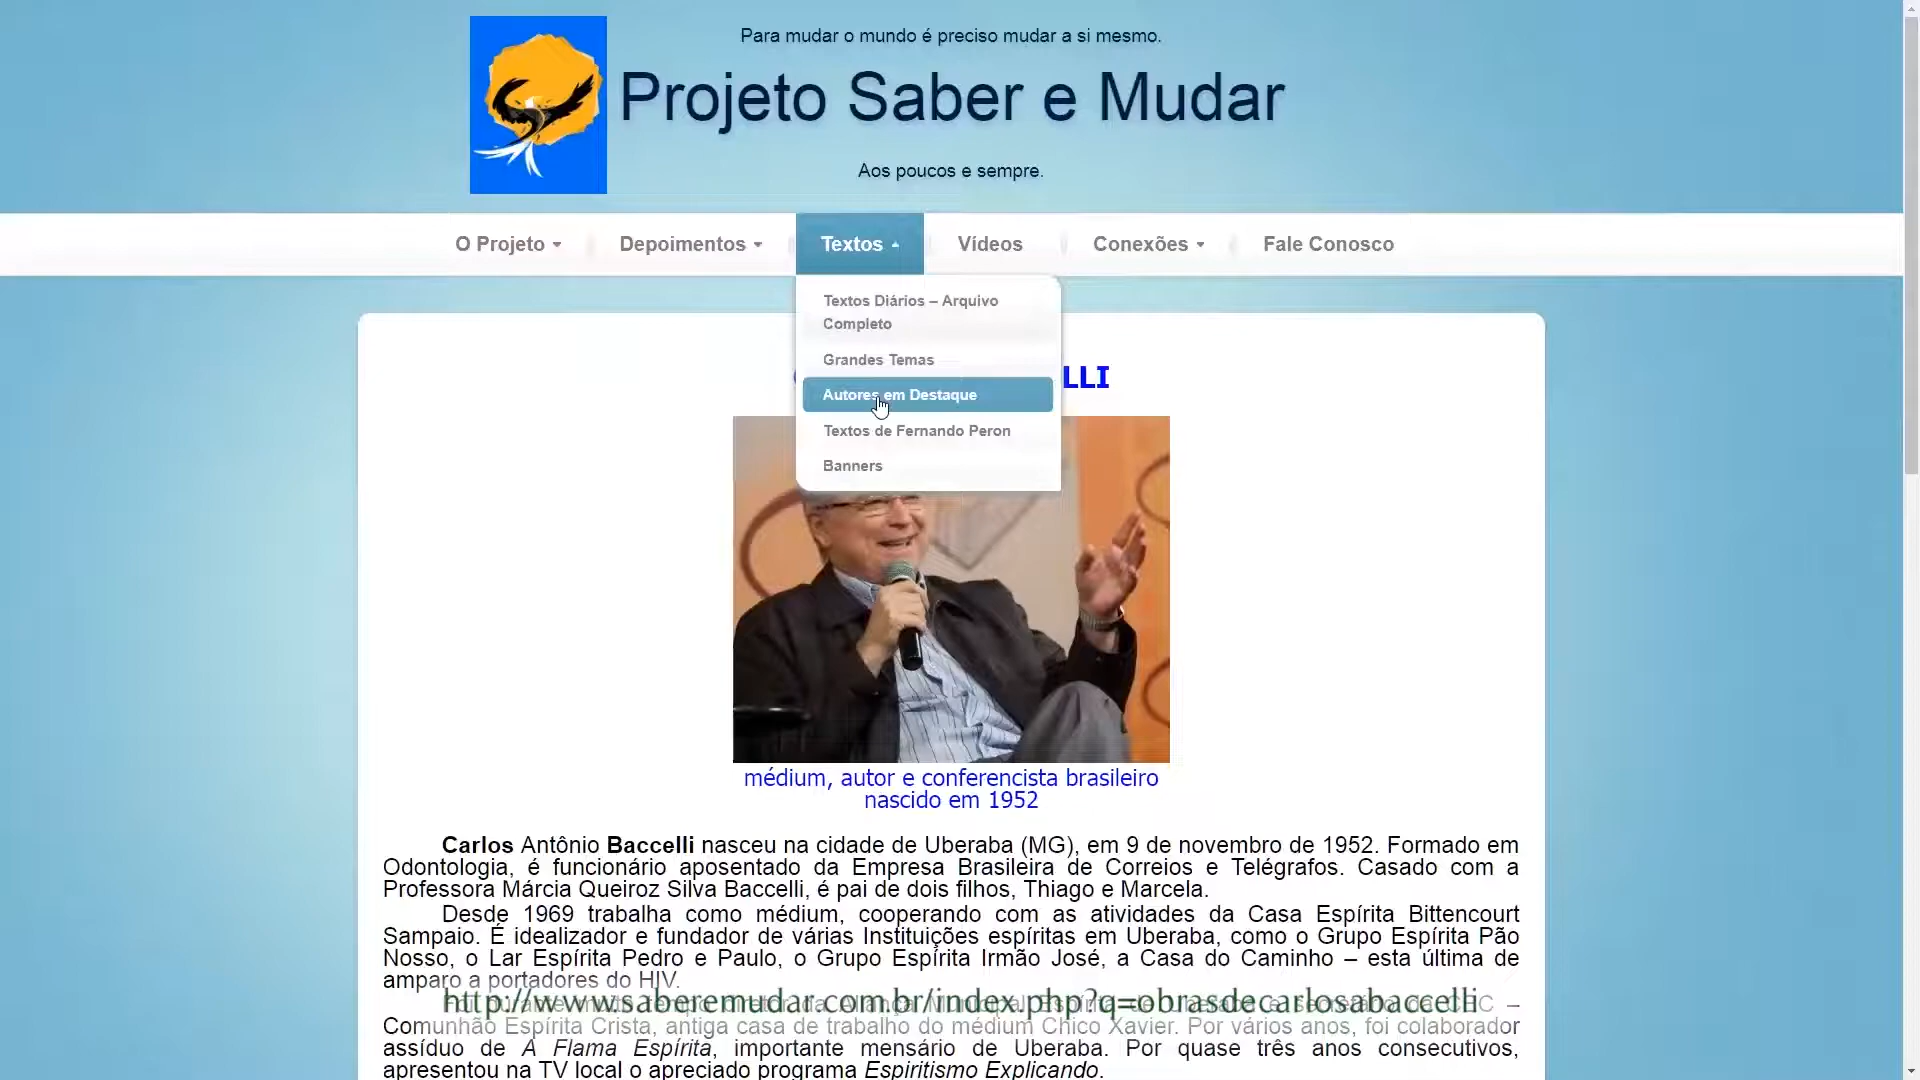 Para mudar o mundo é preciso mudar a si mesmo.
Projeto Saber e Mudar
Aos poucos e sempre.
O Projeto
Depoimentos
Textos
Vídeos
Conexões
Fale Conosco
Textos Diários – Arquivo
Completo
Grandes Temas
Autores em Destaque
Textos de Fernando Peron
Banners
LLI
médium, autor e conferencista brasileiro
nascido em 1952
Carlos Antônio Baccelli nasceu na cidade de Uberaba (MG), em 9 de novembro de 1952. Formado em
Odontologia, é funcionário aposentado da Empresa Brasileira de Correios e Telégrafos. Casado com a
Professora Márcia Queiroz Silva Baccelli, é pai de dois filhos, Thiago e Marcela.
Desde 1969 trabalha como médium, cooperando com as atividades da Casa Espírita Bittencourt
Sampaio. É idealizador e fundador de várias Instituições espíritas em Uberaba, como o Grupo Espírita Pão
Nosso, o Lar Espírita Pedro e Paulo, o Grupo Espírita Irmão José, a Casa do Caminho – esta última de
amparo a portadores do HIV.
http://www.saberemudar.com.br/index.php?q=obrasdecarlosabaccelli
Comunhão Espírita Crista, antiga casa de trabalho do médium Chico Xavier. Por vários anos, foi colaborador
assíduo de A Flama Espírita, importante mensário de Uberaba. Por quase três anos consecutivos,
apresentou na TV local o apreciado programa Espiritismo Explicando.